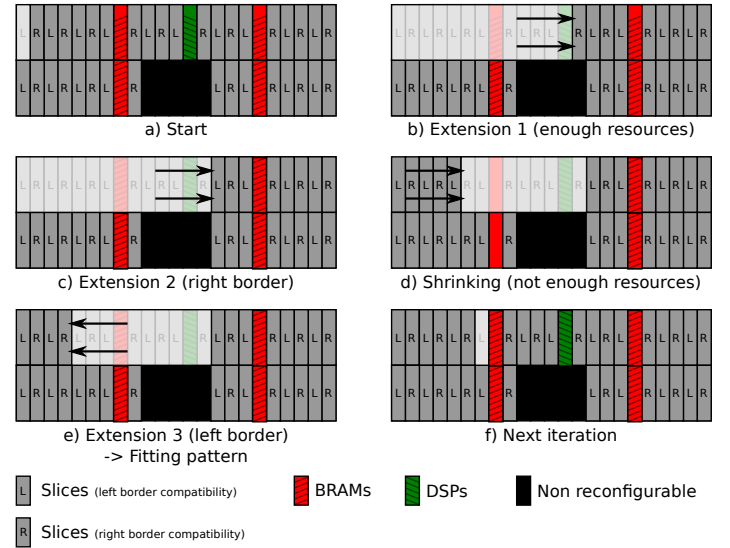 L R L R L R L R L R L R L R L R L R L R
L R L R L R L R L R L R L R L R
a) Start
L R L R L R L R L R L R L R L R L R L R
L R L R L R L R L R L R L R L R
b) Extension 1 (enough resources)
L R L R L R L R L R L R L R L R L R L R
L R L R L R L R L R L R L R L R
c) Extension 2 (right border)
L R L R L R L R L R L R L R L R L R L R
L R L R L R L R L R L R L R L R
d) Shrinking (not enough resources)
L R L R L R L R L R L R L R L R L R L R
L R L R L R L R L R L R L R L R
e) Extension 3 (left border)
-> Fitting pattern
L R L R L R L R L R L R L R L R L R L R
L R L R L R L R L R L R L R L R
f) Next iteration
L Slices (left border compatibility)
BRAMs
DSPs
Non reconfigurable
R Slices (right border compatibility)